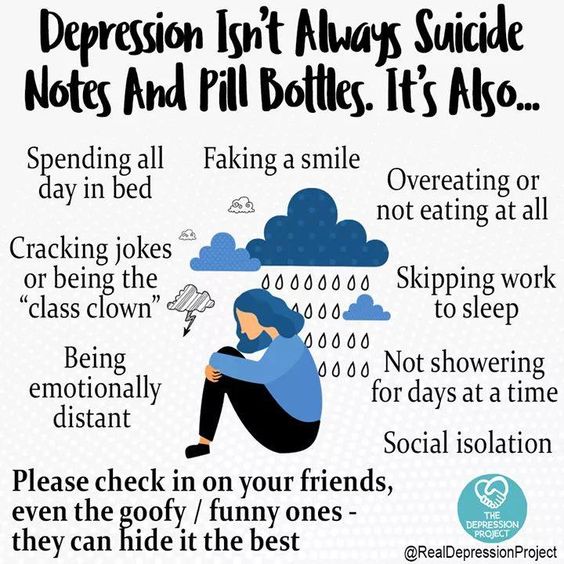 Depression Isn't Always Suicide
Notes And Pill Bottles. It's Also...
Spending all
day in bed
Faking a smile
Overeating or
not eating at all
Cracking jokes
or being the
“class clown”
Skipping work
to sleep
Being
emotionally
distant
Not showering
for days at a time
Social isolation
Please check in on your friends,
even the goofy / funny ones -
they can hide it the best
THE
DEPRESSION
PROJECT
@RealDepressionProject